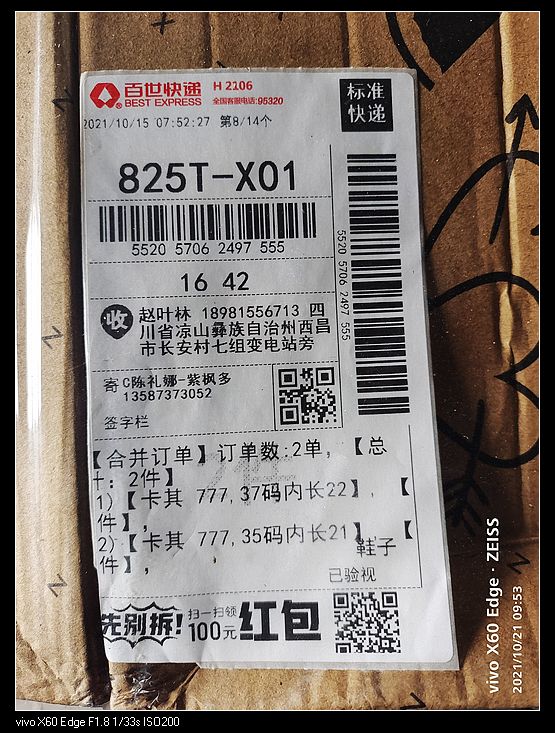 百世快递
BEST EXPRESS
H 2106
全国客服电话:95320
标准
快递
2021/10/15 07:52:27 第8/14个
825T-X01
5520 5706 2497 555
5520 5706 2497 555
16 42
收
赵叶林 18981556713 四
川省凉山彝族自治州西昌
市长安村七组变电站旁
寄 C陈礼娜-紫枫多
13587373052
签字栏
【合并订单】订单数:2单,【总
计:2件】
1)【卡其 777,37码内长22】,【
件】,
2)【卡其 777,35码内长21】,【
件】,
鞋子
已验视
先别拆!
扫一扫领
100元
红包
vivo X60 Edge · ZEISS
2021/10/21 09:53
vivo X60 Edge F1.8 1/33s ISO200